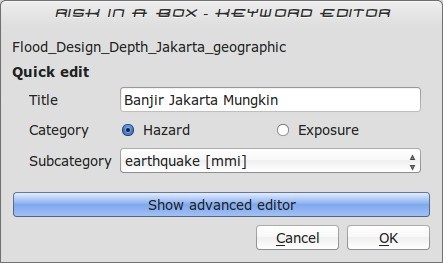 RISK IN A BOX - KEYWORD EDITOR
Flood_Design_Depth_Jakarta_geographic
Quick edit
Title Banjir Jakarta Mungkin
Category Hazard Exposure
Subcategory earthquake [mmi]
Show advanced editor
Cancel OK